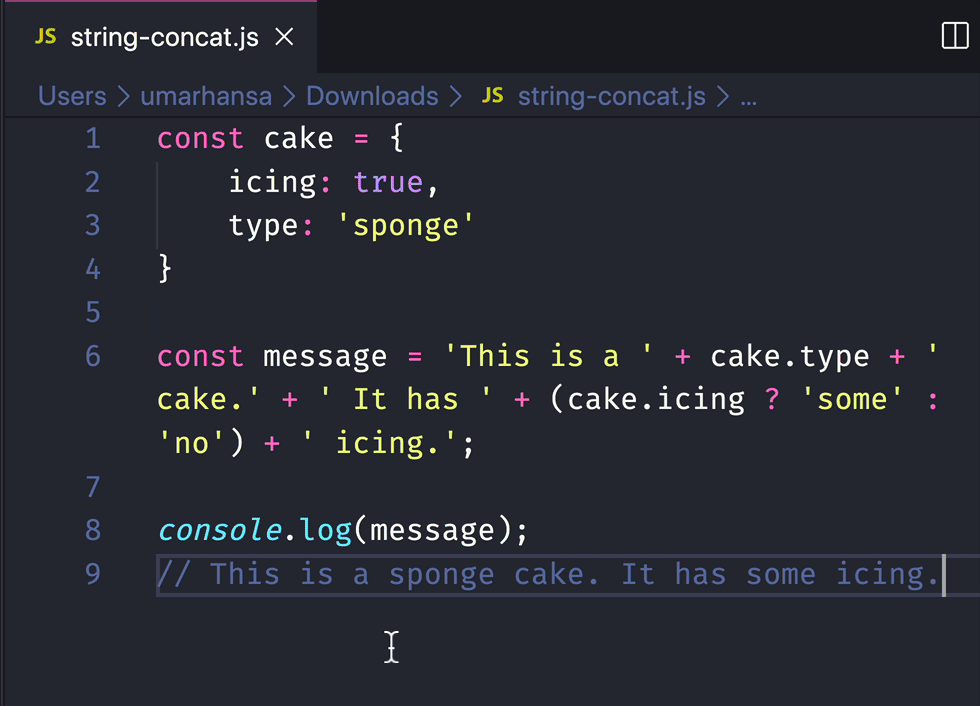 JS string-concat.js ×
Users > umarhansa > Downloads > JS string-concat.js > ...
1 const cake = {
2     icing: true,
3     type: 'sponge'
4 }
5
6 const message = 'This is a ' + cake.type + '
cake.' + ' It has ' + (cake.icing ? 'some' :
'no') + ' icing.';
7
8 console.log(message);
9 // This is a sponge cake. It has some icing.